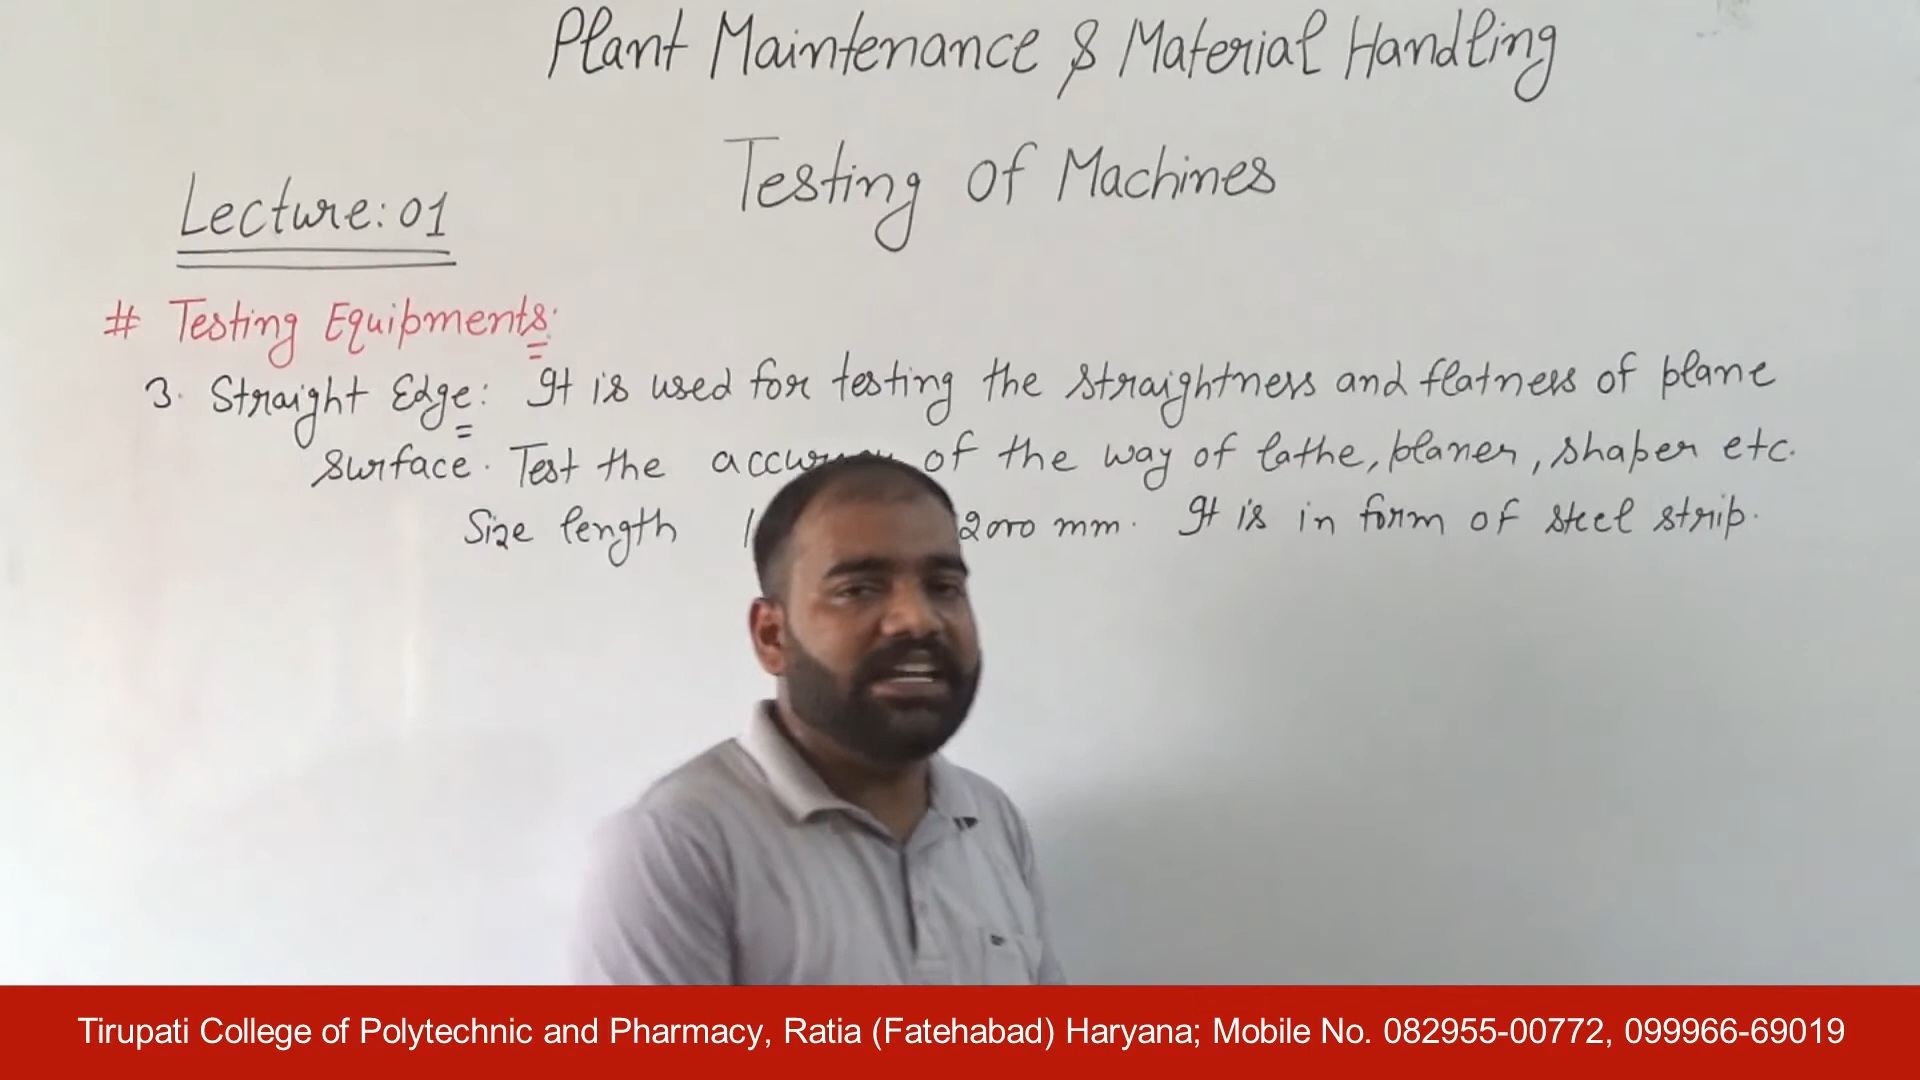 Plant Maintenance & Material Handling
Testing Of Machines
Lecture: 01
# Testing Equipments:
3. Straight Edge: It is used for testing the straightness and flatness of plane
surface. Test the of the way of lathe, planer, shaper etc.
Size length 2000 mm. It is in form of steel strip.
Tirupati College of Polytechnic and Pharmacy, Ratia (Fatehabad) Haryana; Mobile No. 082955-00772, 099966-69019